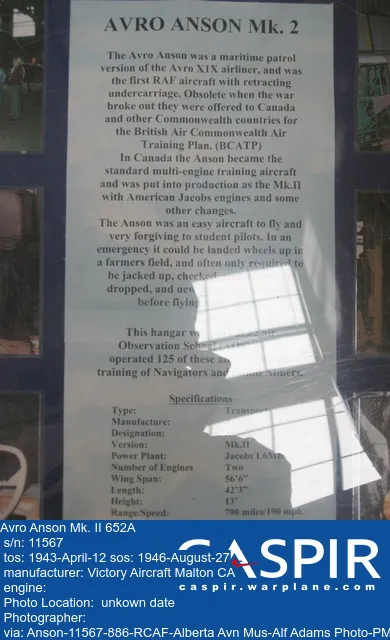 AVRO ANSON Mk. 2
The Avro Anson was a maritime patrol
version of the Avro X1X airliner, and was
the first RAF aircraft with retracting
undercarriage. Obsolete when the war
broke out they were offered to Canada
and other Commonwealth countries for
the British Air Commonwealth Air
Training Plan. (BCATP)
In Canada the Anson became the
standard multi-engine training aircraft
and was put into production as the Mk.II
with American Jacobs engines and some
other changes.
The Anson was an easy aircraft to fly and
very forgiving to student pilots. In an
emergency it could be landed wheels up in
a farmers field, and often only required to
be jacked up, checked
dropped, and new
before flying
This hangar
Observation School
operated 125 of these
training of Navigators and
Specifications
Type: Transport
Manufacture:
Designation:
Version: Mk.II
Power Plant: Jacobs L6MB
Number of Engines Two
Wing Span: 56'6"
Length: 42'3"
Height: 13'
Range/Speed: 790 miles/190 mph
Avro Anson Mk. II 652A
s/n: 11567
tos: 1943-April-12 sos: 1946-August-27
manufacturer: Victory Aircraft Malton CA
engine:
Photo Location: unkown date
Photographer:
via: Anson-11567-886-RCAF-Alberta Avn Mus-Alf Adams Photo-PM
CASPIR
caspir.warplane.com